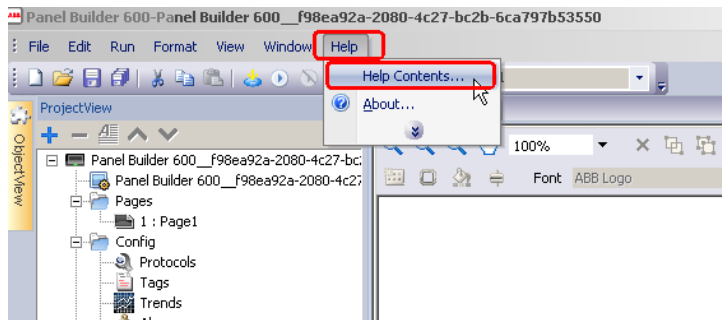 Panel Builder 600-Panel Builder 600__f98ea92a-2080-4c27-bc2b-6ca797b53550
File Edit Run Format View Window Help
Help Contents...
About...
ProjectView
ObjectView
100%
Panel Builder 600__f98ea92a-2080-4c27-bc
Panel Builder 600__f98ea92a-2080-4c27
Font ABB Logo
Pages
1 : Page1
Config
Protocols
Tags
Trends